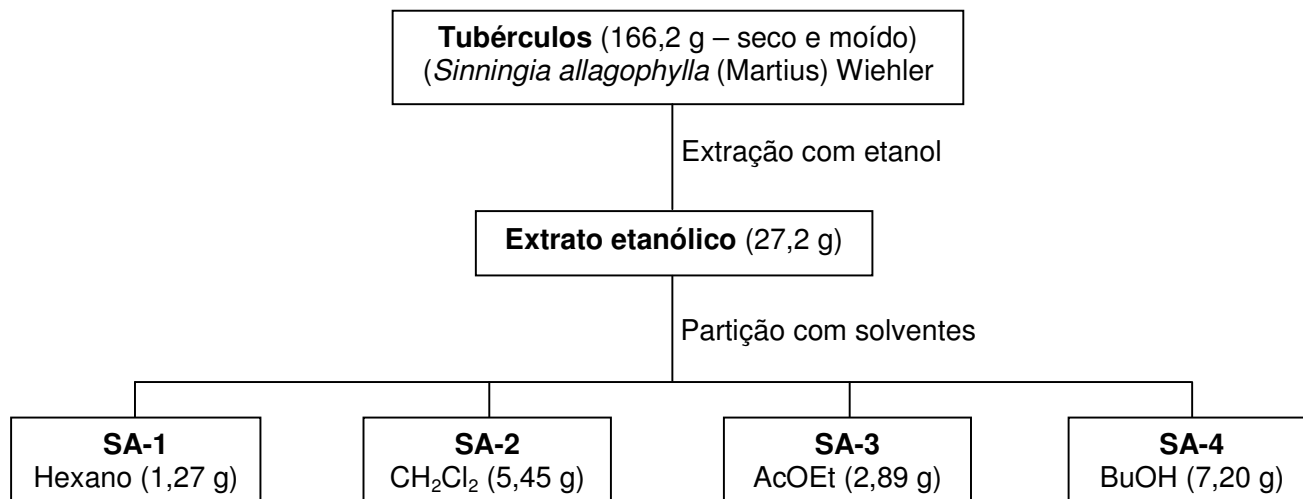 Tubérculos (166,2 g – seco e moído)
(Sinningia allagophylla (Martius) Wiehler
Extração com etanol
Extrato etanólico (27,2 g)
Partição com solventes
SA-1
Hexano (1,27 g)
SA-2
CH₂Cl₂ (5,45 g)
SA-3
AcOEt (2,89 g)
SA-4
BuOH (7,20 g)